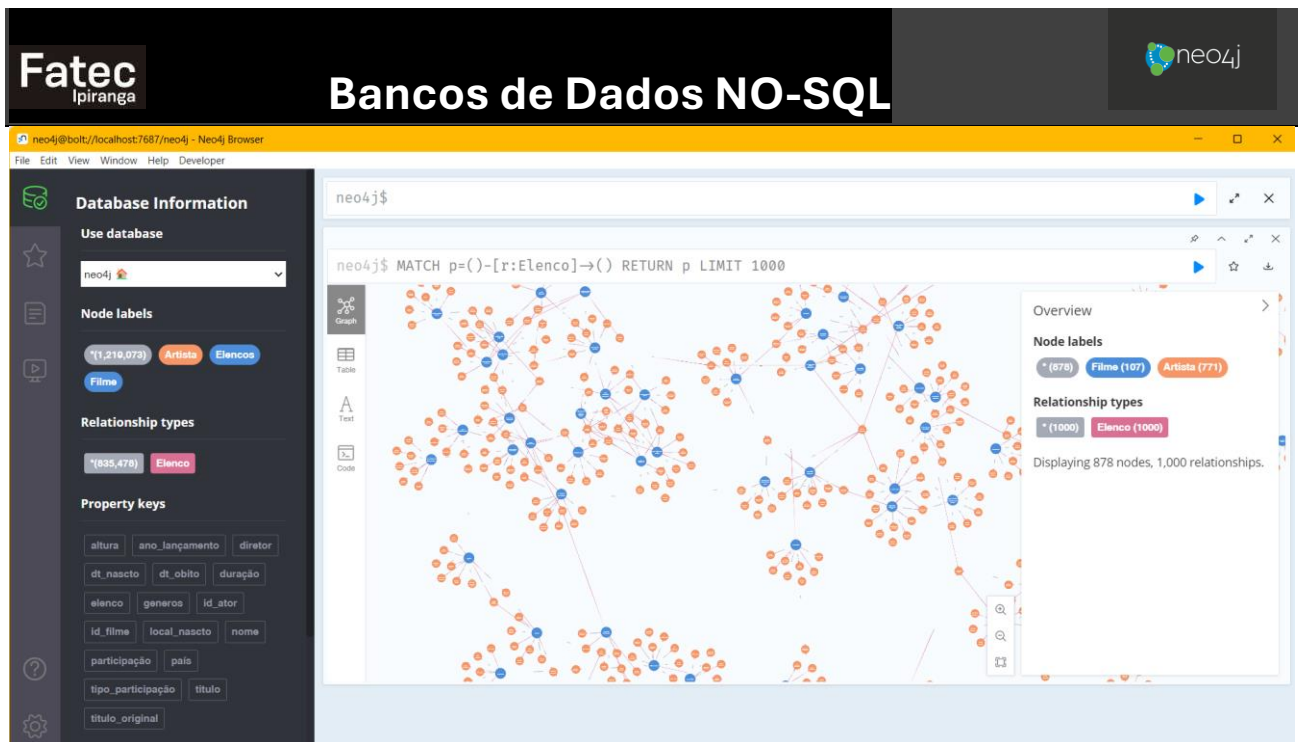 Fatec
Ipiranga
Bancos de Dados NO-SQL
neo4j
neo4j@bolt://localhost:7687/neo4j - Neo4j Browser
File Edit View Window Help Developer
Database Information
Use database
neo4j
Node labels
*(1,219,073) Artista Elencos
Filme
Relationship types
*(835,478) Elenco
Property keys
altura ano_lançamento diretor
dt_nascto dt_obito duração
elenco generos id_ator
id_filme local_nascto nome
participação país
tipo_participação titulo
titulo_original
neo4j$
neo4j$ MATCH p=()-[r:Elenco]→() RETURN p LIMIT 1000
Graph
Table
Text
Code
Overview
Node labels
* (878) Filme (107) Artista (771)
Relationship types
* (1000) Elenco (1000)
Displaying 878 nodes, 1,000 relationships.